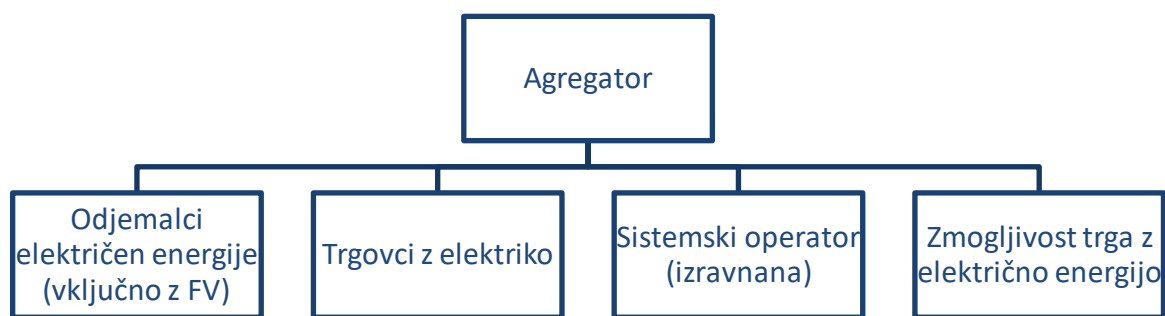 Agregator
Odjemalci
električen energije
(vključno z FV)
Trgovci z elektriko
Sistemski operator
(izravnana)
Zmogljivost trga z
električno energijo